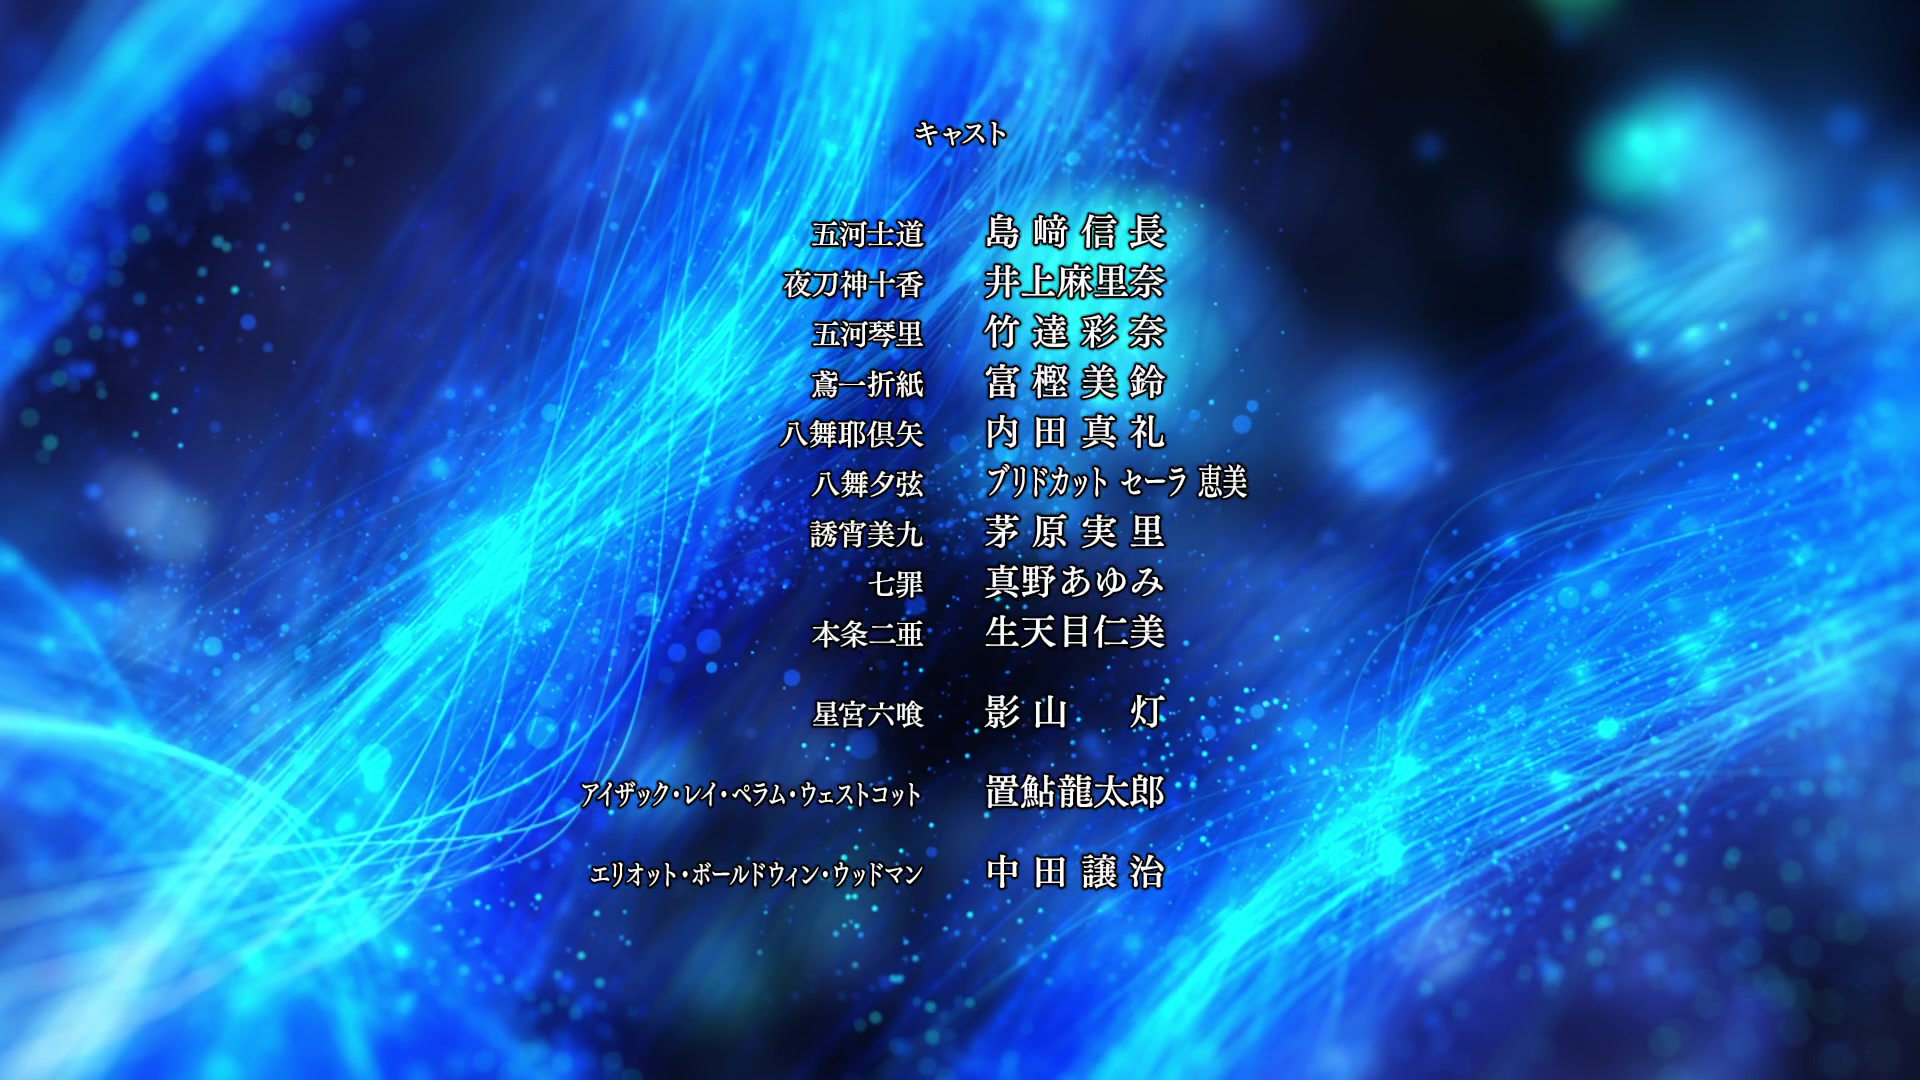 キャスト
五河士道 島﨑信長
夜刀神十香 井上麻里奈
五河琴里 竹達彩奈
鳶一折紙 富樫美鈴
八舞耶倶矢 内田真礼
八舞夕弦 ブリドカット セーラ 恵美
誘宵美九 茅原実里
七罪 真野あゆみ
本条二亜 生天目仁美
星宮六喰 影山 灯
アイザック・レイ・ペラム・ウェストコット 置鮎龍太郎
エリオット・ボールドウィン・ウッドマン 中田譲治